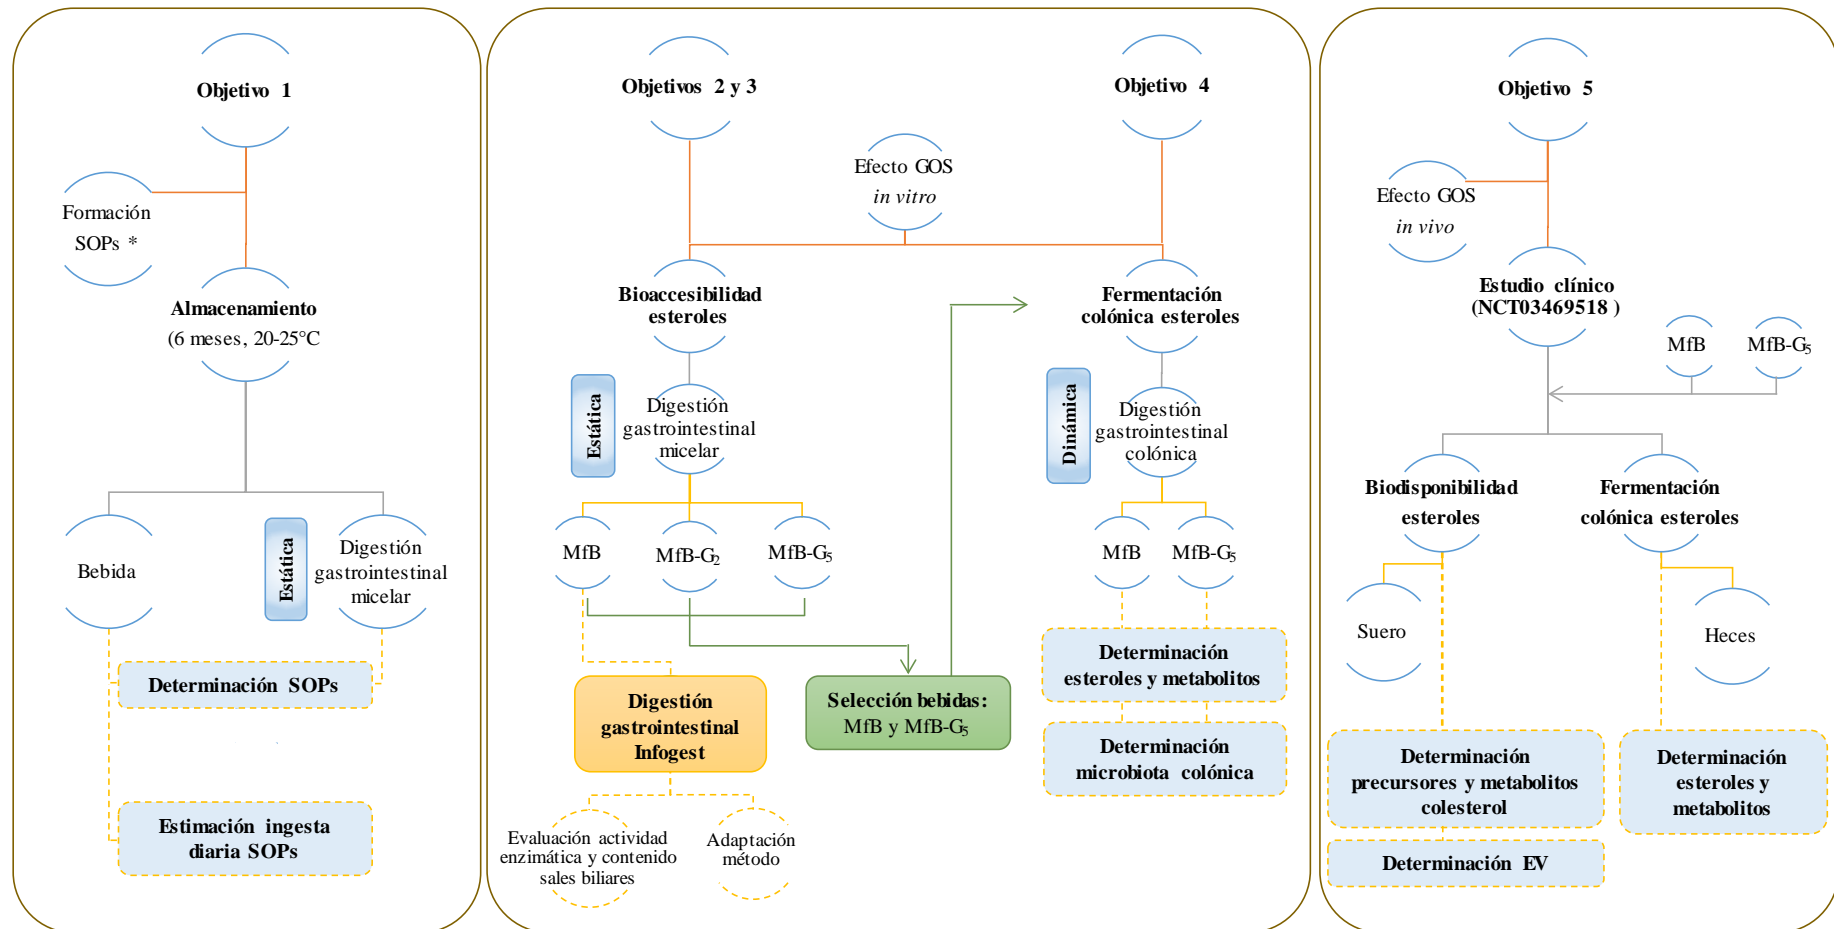 Objetivo 1
Formación
SOPs *
Almacenamiento
(6 meses, 20-25°C
Bebida
Estática
Digestión
gastrointestinal
micelar
Determinación SOPs
Estimación ingesta
diaria SOPs
Objetivos 2 y 3
Objetivo 4
Efecto GOS
in vitro
Bioaccesibilidad
esteroles
Fermentación
colónica esteroles
Estática
Digestión
gastrointestinal
micelar
Dinámica
Digestión
gastrointestinal
colónica
MfB
MfB-G₂
MfB-G₅
MfB
MfB-G₅
Digestión
gastrointestinal
Infogest
Selección bebidas:
MfB y MfB-G₅
Determinación
esteroles y metabolitos
Determinación
microbiota colónica
Evaluación actividad
enzimática y contenido
sales biliares
Adaptación
método
Objetivo 5
Efecto GOS
in vivo
Estudio clínico
(NCT03469518 )
MfB
MfB-G₅
Biodisponibilidad
esteroles
Fermentación
colónica esteroles
Suero
Heces
Determinación
precursores y metabolitos
colesterol
Determinación
esteroles y
metabolitos
Determinación EV